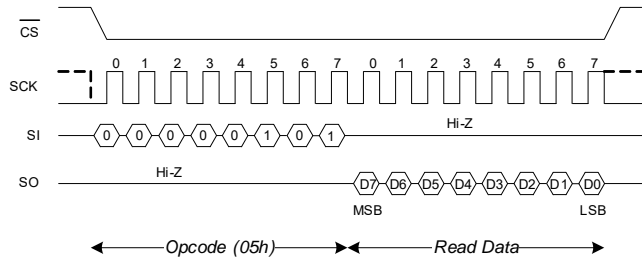 CS
0 1 2 3 4 5 6 7 0 1 2 3 4 5 6 7
SCK
Hi-Z
SI 0 0 0 0 0 1 0 1
Hi-Z
SO D7 D6 D5 D4 D3 D2 D1 D0
MSB LSB
Opcode (05h) Read Data